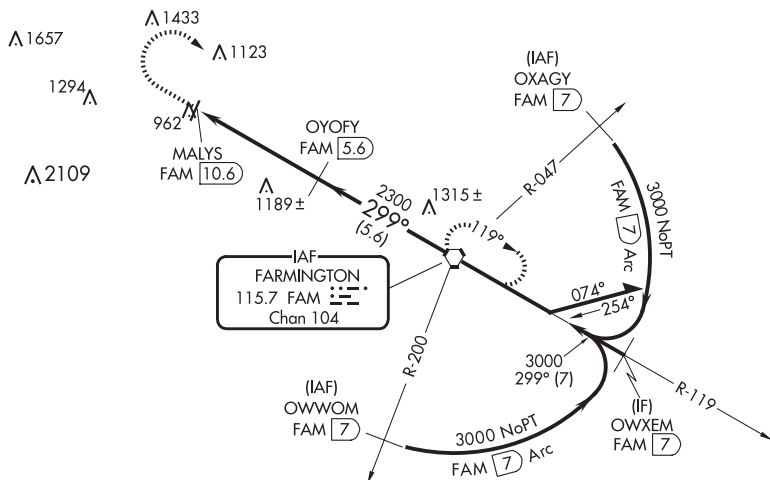 1433
1657
1123
(IAF)
OXAGY
FAM 7
1294
962
OYOFY
FAM 5.6
MALYS
FAM 10.6
2109
1189 ±
R-047
FAM 7 Arc
3000 NoPT
2300
299°
(5.6)
1315 ±
119°
IAF
FARMINGTON
115.7 FAM
Chan 104
074°
254°
R-200
3000
299° (7)
(IAF)
OWWOM
FAM 7
3000 NoPT
FAM 7 Arc
(IF)
OWXEM
FAM 7
R-119